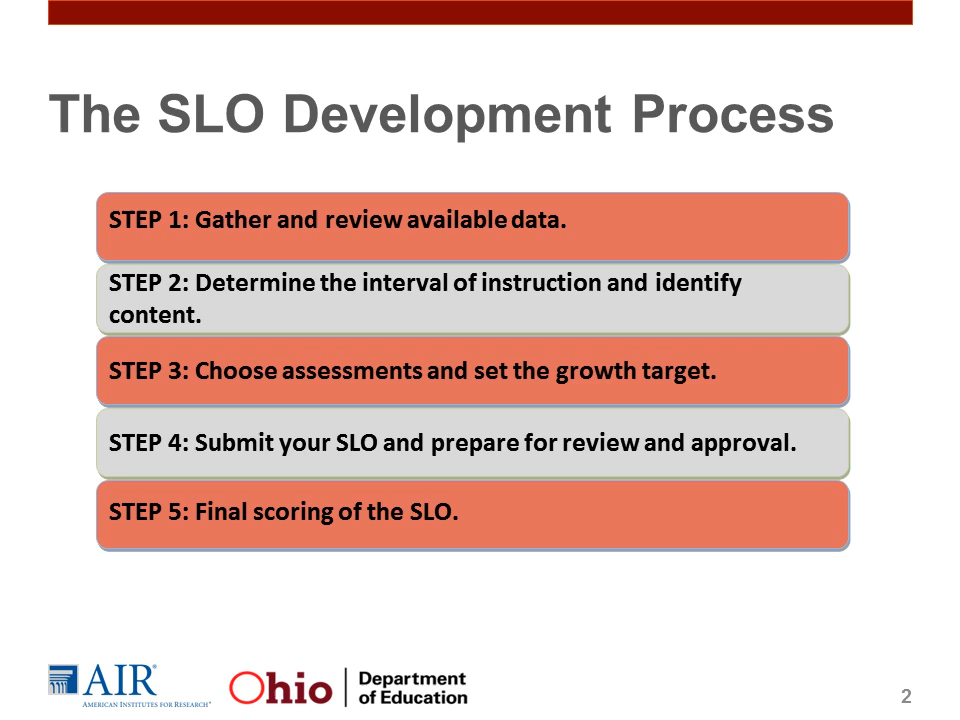 The SLO Development Process
STEP 1: Gather and review available data.
STEP 2: Determine the interval of instruction and identify
content.
STEP 3: Choose assessments and set the growth target.
STEP 4: Submit your SLO and prepare for review and approval.
STEP 5: Final scoring of the SLO.
AIR®
AMERICAN INSTITUTES FOR RESEARCH®
Ohio
Department
of Education
2